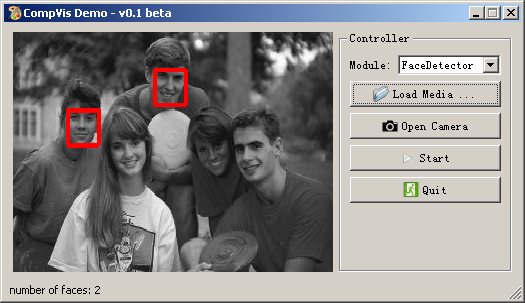 CompVis Demo - v0.1 beta
Controller
Module: FaceDetector
Load Media ...
Open Camera
Start
Quit
number of faces: 2